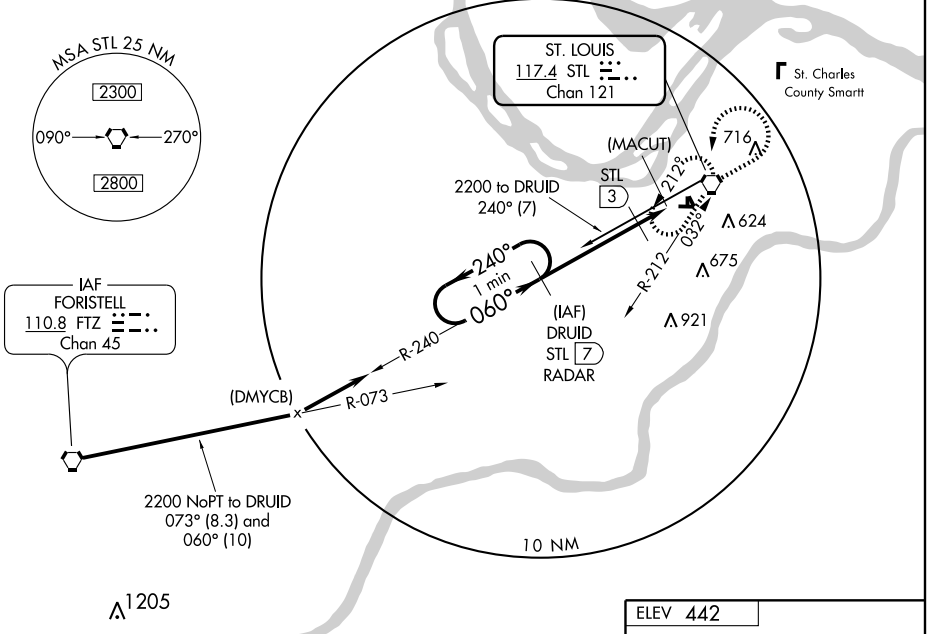 MSA STL 25 NM
2300
090°
270°
2800
ST. LOUIS
117.4 STL
Chan 121
St. Charles
County Smartt
716
(MACUT)
STL
3
212°
2200 to DRUID
240° (7)
624
032°
R-212
675
240°
1 min
060°
921
IAF
FORISTELL
110.8 FTZ
Chan 45
(IAF)
DRUID
STL 7
RADAR
R-240
(DMYCB)
x
R-073
2200 NoPT to DRUID
073° (8.3) and
060° (10)
10 NM
1205
ELEV 442